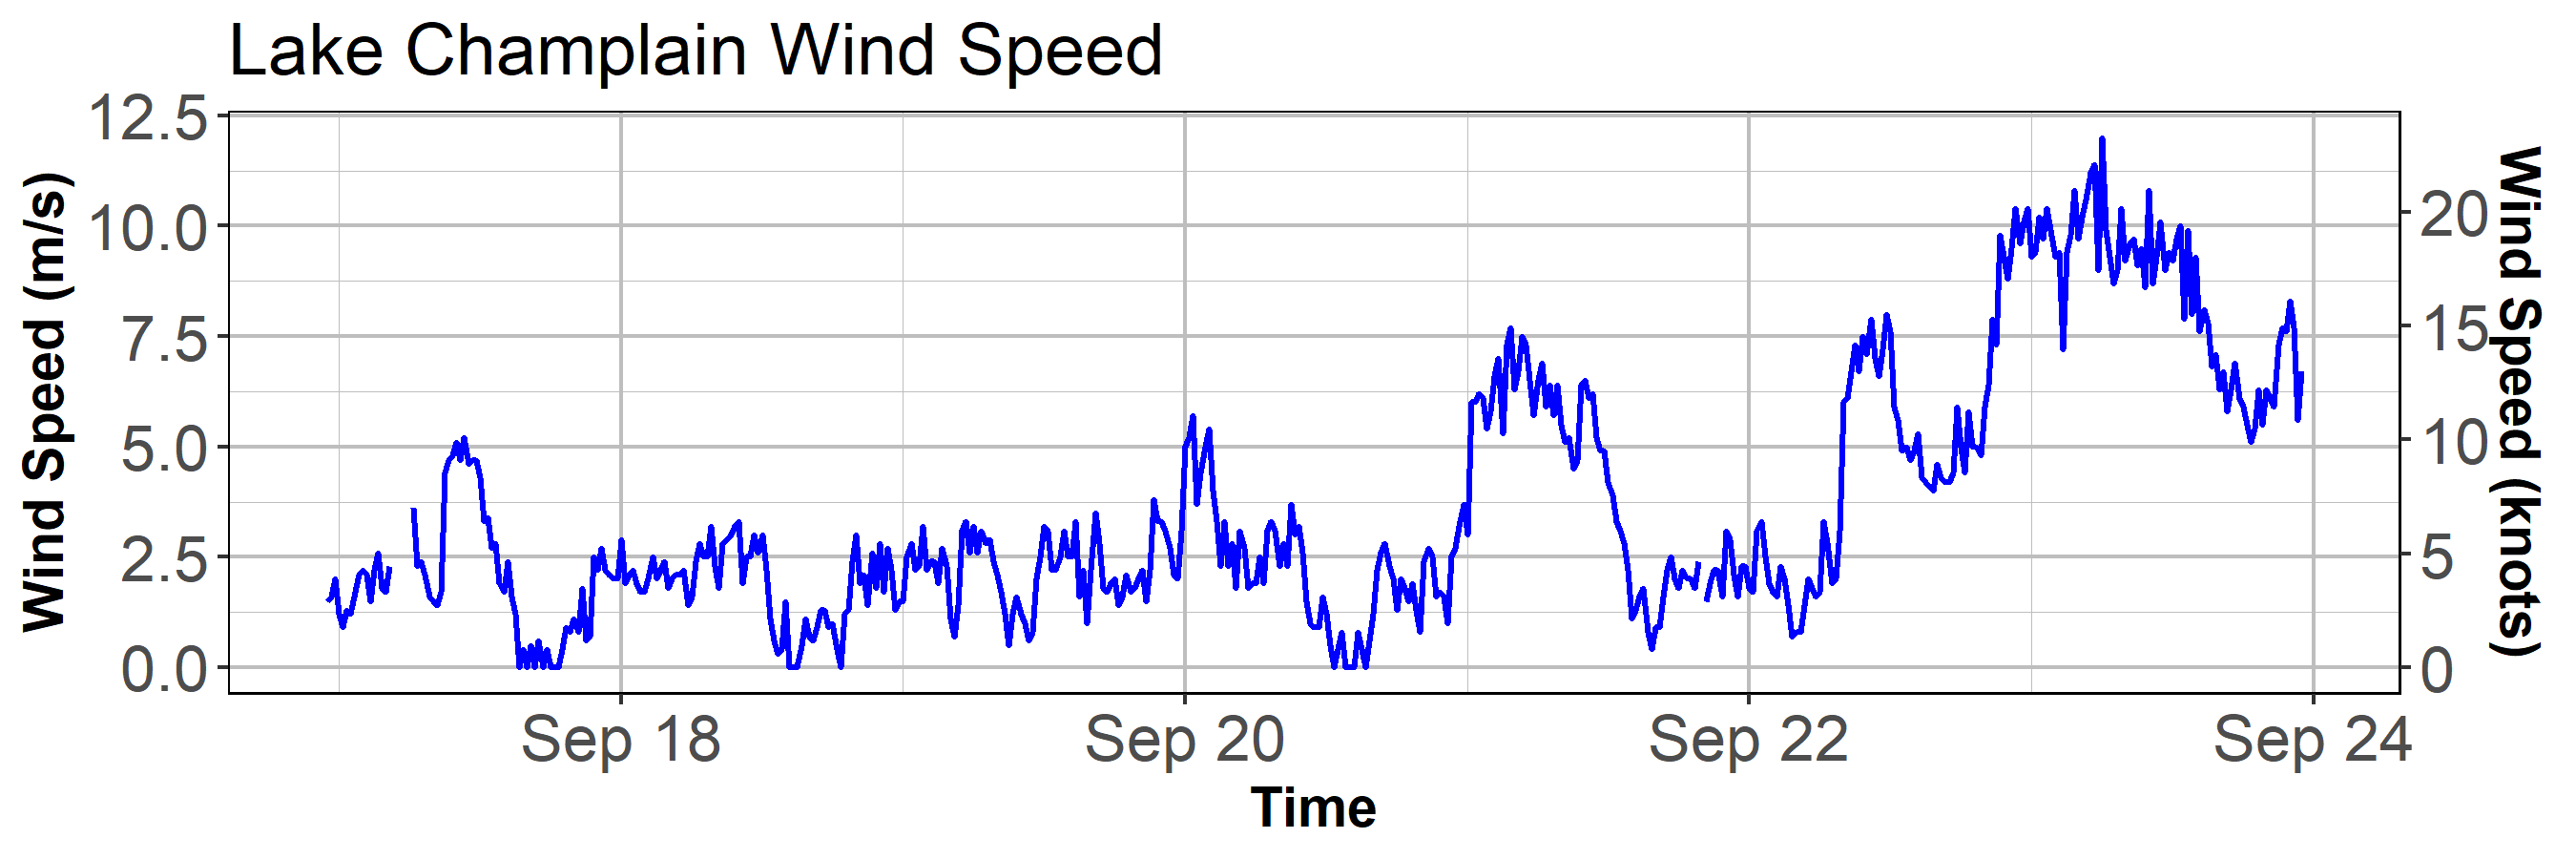 Lake Champlain Wind Speed
Wind Speed (m/s)
12.5
10.0
7.5
5.0
2.5
0.0
20
15
10
5
0
Wind Speed (knots)
Sep 18
Sep 20
Sep 22
Sep 24
Time